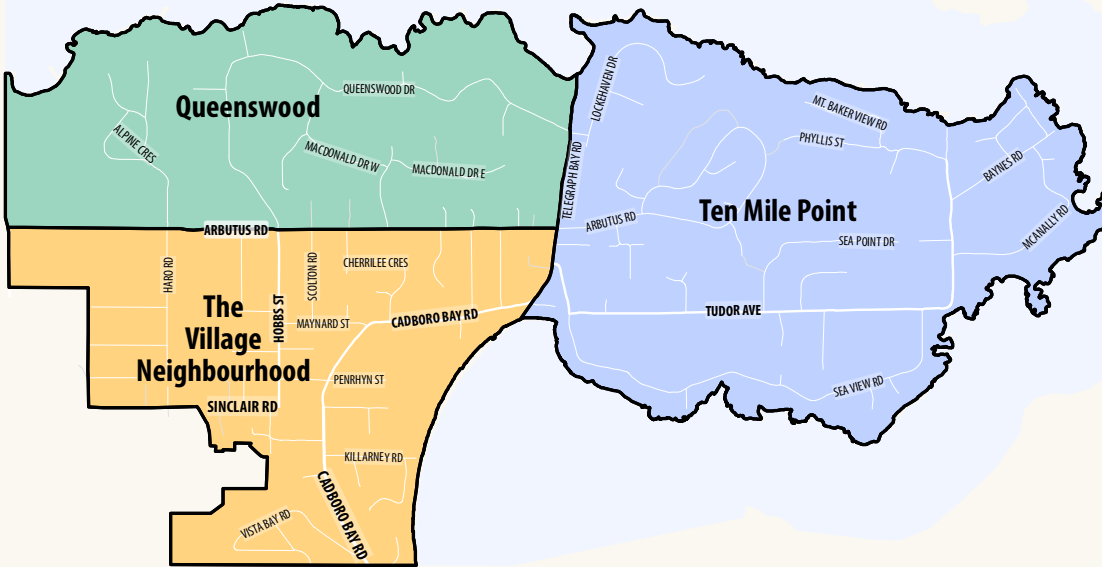 QUEENSWOOD DR
Queenswood
ALPINE CRES
MACDONALD DR W
MACDONALD DR E
ARBUTUS RD
LOCKEHAVEN DR
TELEGRAPH BAY RD
MT. BAKER VIEW RD
PHYLLIS ST
BAYNES RD
Ten Mile Point
ARBUTUS RD
SEA POINT DR
MCANALLY RD
TUDOR AVE
SEA VIEW RD
HARO RD
SCOLTON RD
CHERRILEE CRES
The
Village
Neighbourhood
HOBBS ST
MAYNARD ST
CADBORO BAY RD
PENRHYN ST
SINCLAIR RD
KILLARNEY RD
CADBORO BAY RD
VISTA BAY RD